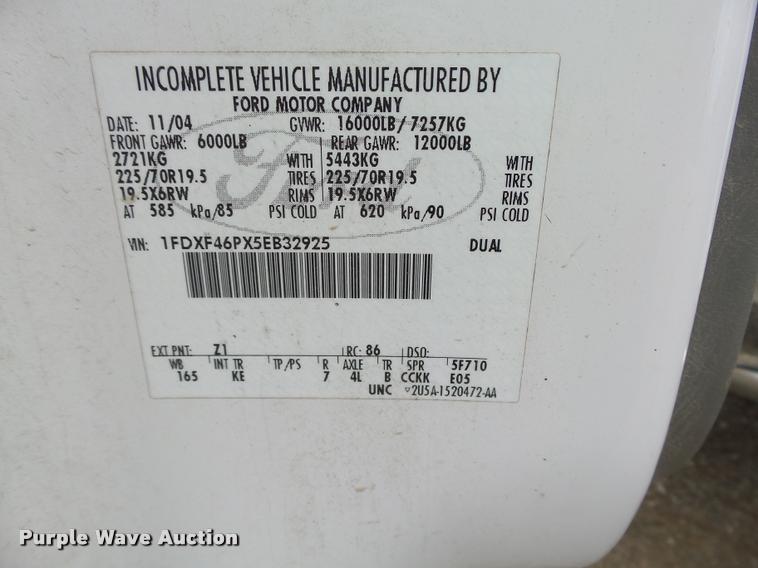 INCOMPLETE VEHICLE MANUFACTURED BY
FORD MOTOR COMPANY
DATE: 11/04 GVWR: 16000LB/7257KG
FRONT GAWR: 6000LB REAR GAWR: 12000LB
2721KG WITH 5443KG WITH
225/70R19.5 TIRES 225/70R19.5 TIRES
19.5X6RW RIMS 19.5X6RW RIMS
AT 585 kPa/85 PSI COLD AT 620 kPa/90 PSI COLD
VIN: 1FDXF46PX5EB32925 DUAL
Ford
EXT PNT: Z1 RC: 86 DSO:
WB INT TR TP/PS R AXLE TR SPR 5F710
165 KE 7 4L B CCKK E05
UNC ▽2U5A-1520472-AA
Purple Wave Auction